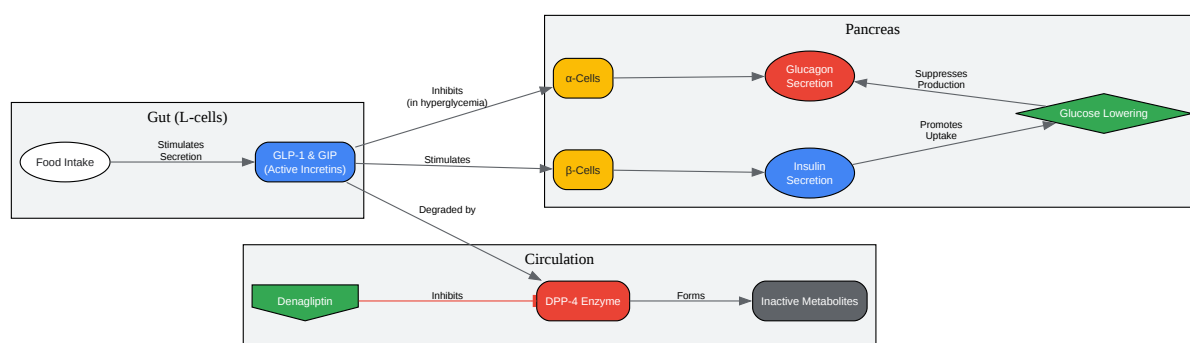 Pancreas
α-Cells
Glucagon
Secretion
Suppresses
Production
Glucose Lowering
Inhibits
(in hyperglycemia)
Gut (L-cells)
Food Intake
Stimulates
Secretion
GLP-1 & GIP
(Active Incretins)
Stimulates
β-Cells
Insulin
Secretion
Promotes
Uptake
Degraded by
Circulation
Denagliptin
Inhibits
DPP-4 Enzyme
Forms
Inactive Metabolites